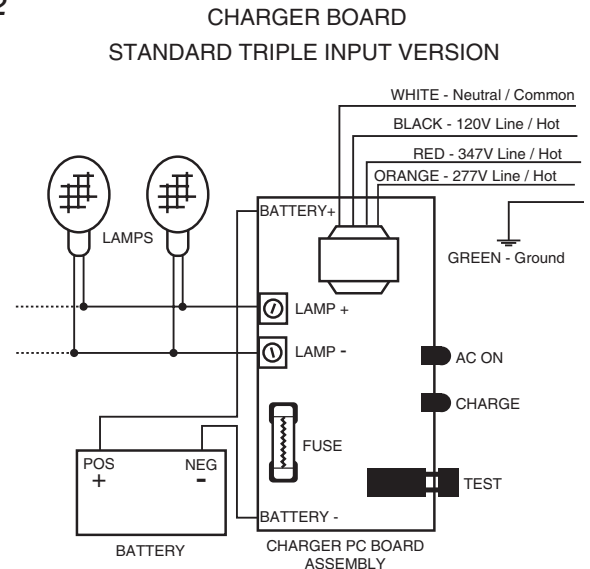 2
CHARGER BOARD
STANDARD TRIPLE INPUT VERSION
WHITE - Neutral / Common
BLACK - 120V Line / Hot
RED - 347V Line / Hot
ORANGE - 277V Line / Hot
BATTERY+
LAMPS
GREEN - Ground
LAMP +
LAMP -
AC ON
CHARGE
FUSE
POS
NEG
+
-
TEST
BATTERY -
BATTERY
CHARGER PC BOARD
ASSEMBLY